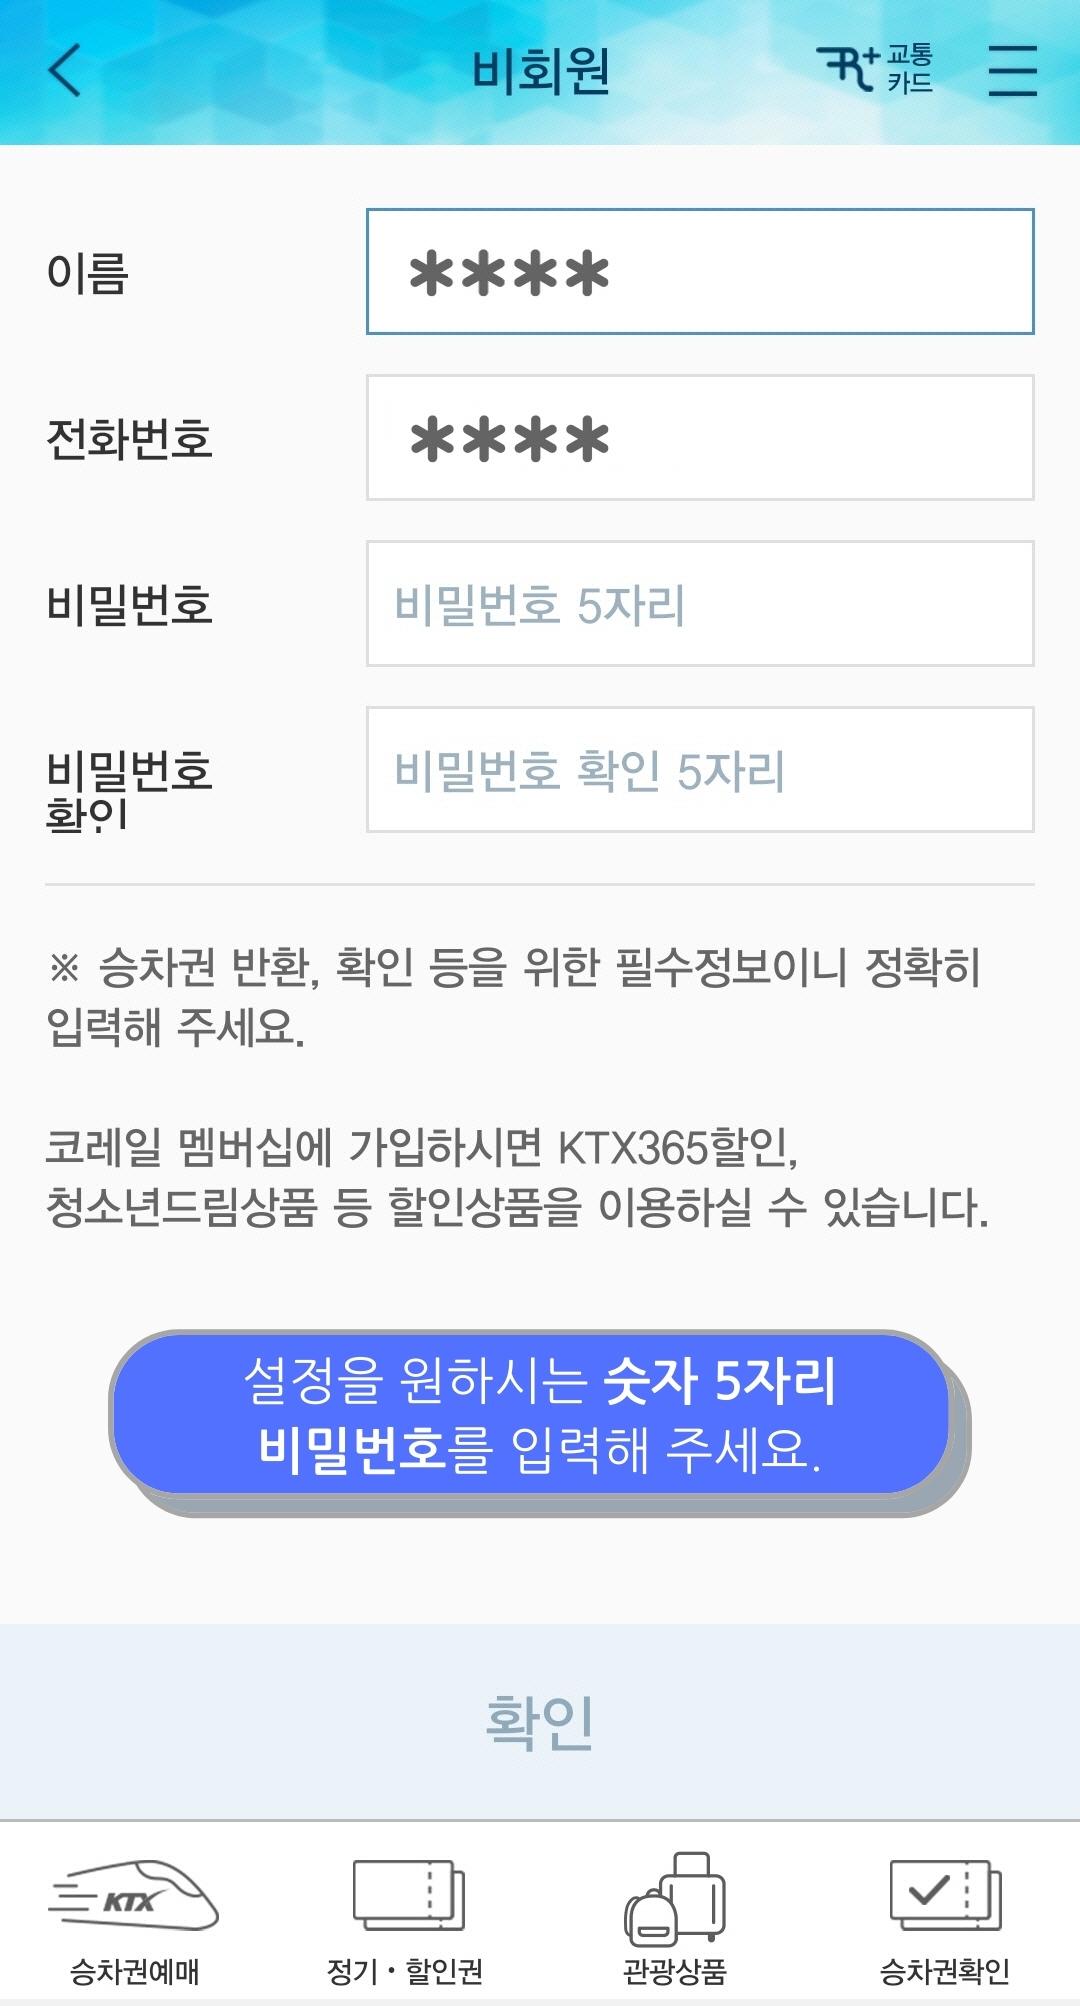 비회원
R+ 교통
카드
이름
****
전화번호
****
비밀번호
비밀번호 5자리
비밀번호
확인
비밀번호 확인 5자리
※ 승차권 반환, 확인 등을 위한 필수정보이니 정확히
입력해 주세요.
코레일 멤버십에 가입하시면 KTX365할인,
청소년드림상품 등 할인상품을 이용하실 수 있습니다.
설정을 원하시는 숫자 5자리
비밀번호를 입력해 주세요.
확인
KTX
승차권예매
정기·할인권
관광상품
승차권확인